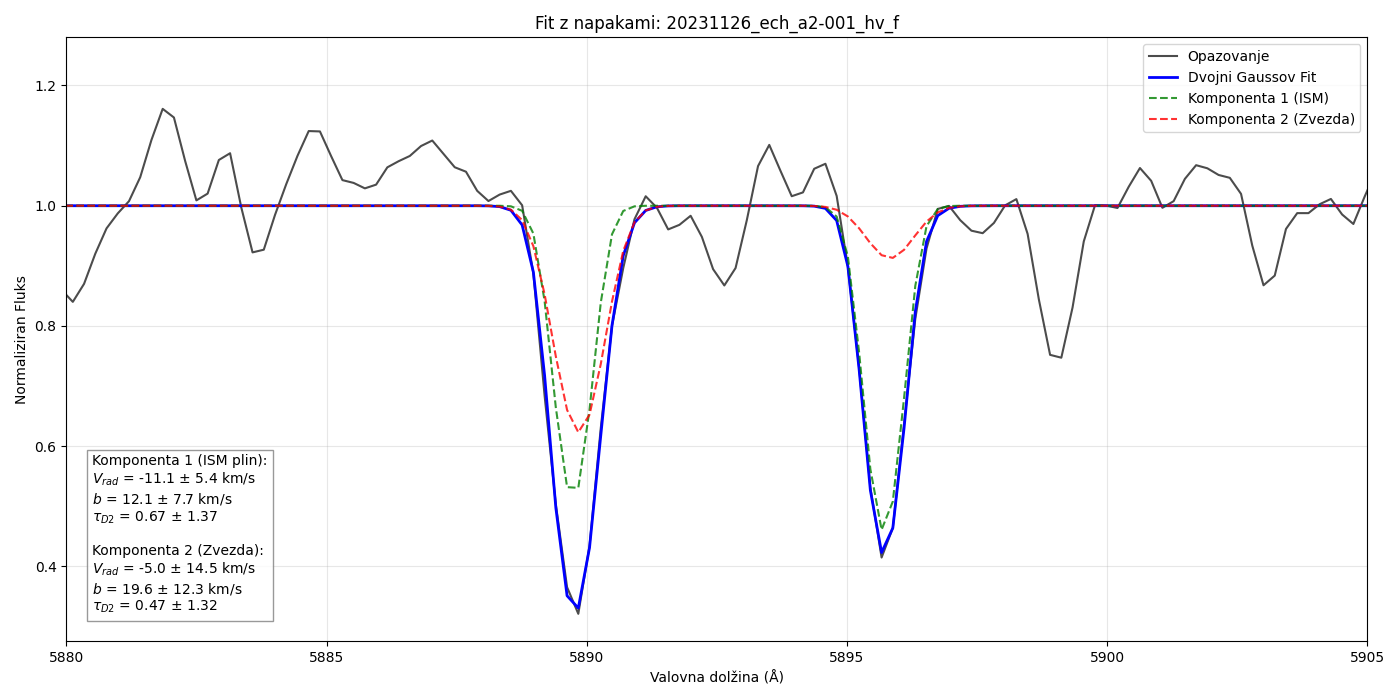 Fit z napakami: 20231126_ech_a2-001_hv_f
Normaliziran Fluks
1.2
1.0
0.8
0.6
0.4
Opazovanje
Dvojni Gaussov Fit
Komponenta 1 (ISM)
Komponenta 2 (Zvezda)
Komponenta 1 (ISM plin):
V_rad = -11.1 ± 5.4 km/s
b = 12.1 ± 7.7 km/s
τ_D2 = 0.67 ± 1.37
Komponenta 2 (Zvezda):
V_rad = -5.0 ± 14.5 km/s
b = 19.6 ± 12.3 km/s
τ_D2 = 0.47 ± 1.32
5880 5885 5890 5895 5900 5905
Valovna dolžina (Å)